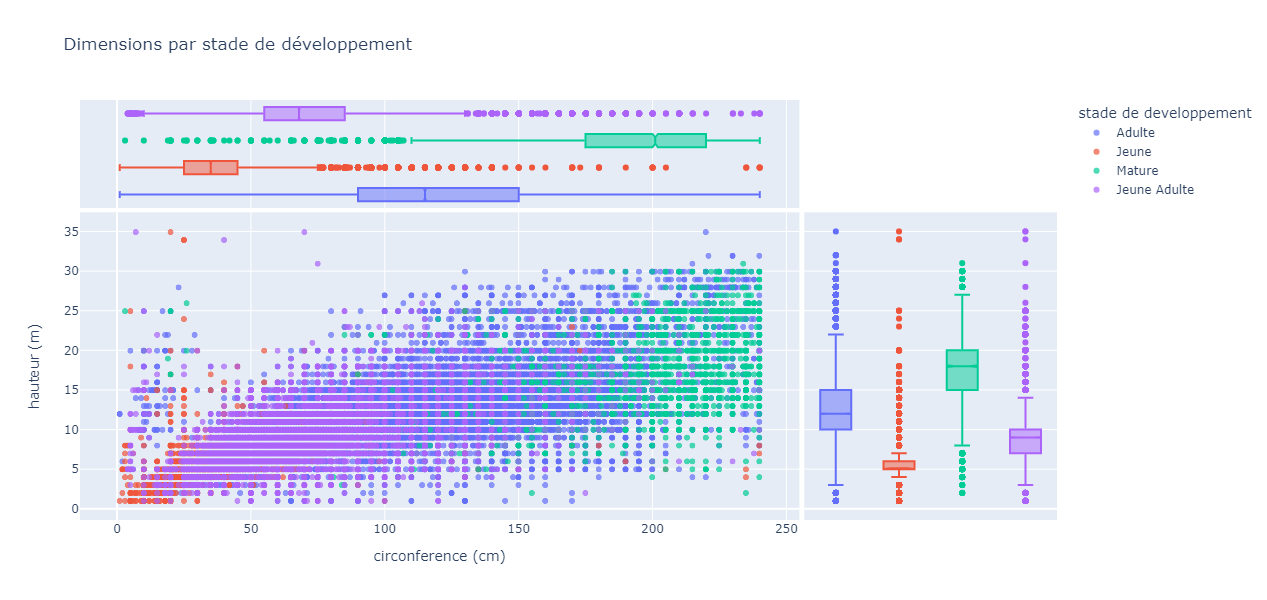 Dimensions par stade de développement
stade de developpement
Adulte
Jeune
Mature
Jeune Adulte
hauteur (m)
35
30
25
20
15
10
5
0
0 50 100 150 200 250
circonference (cm)